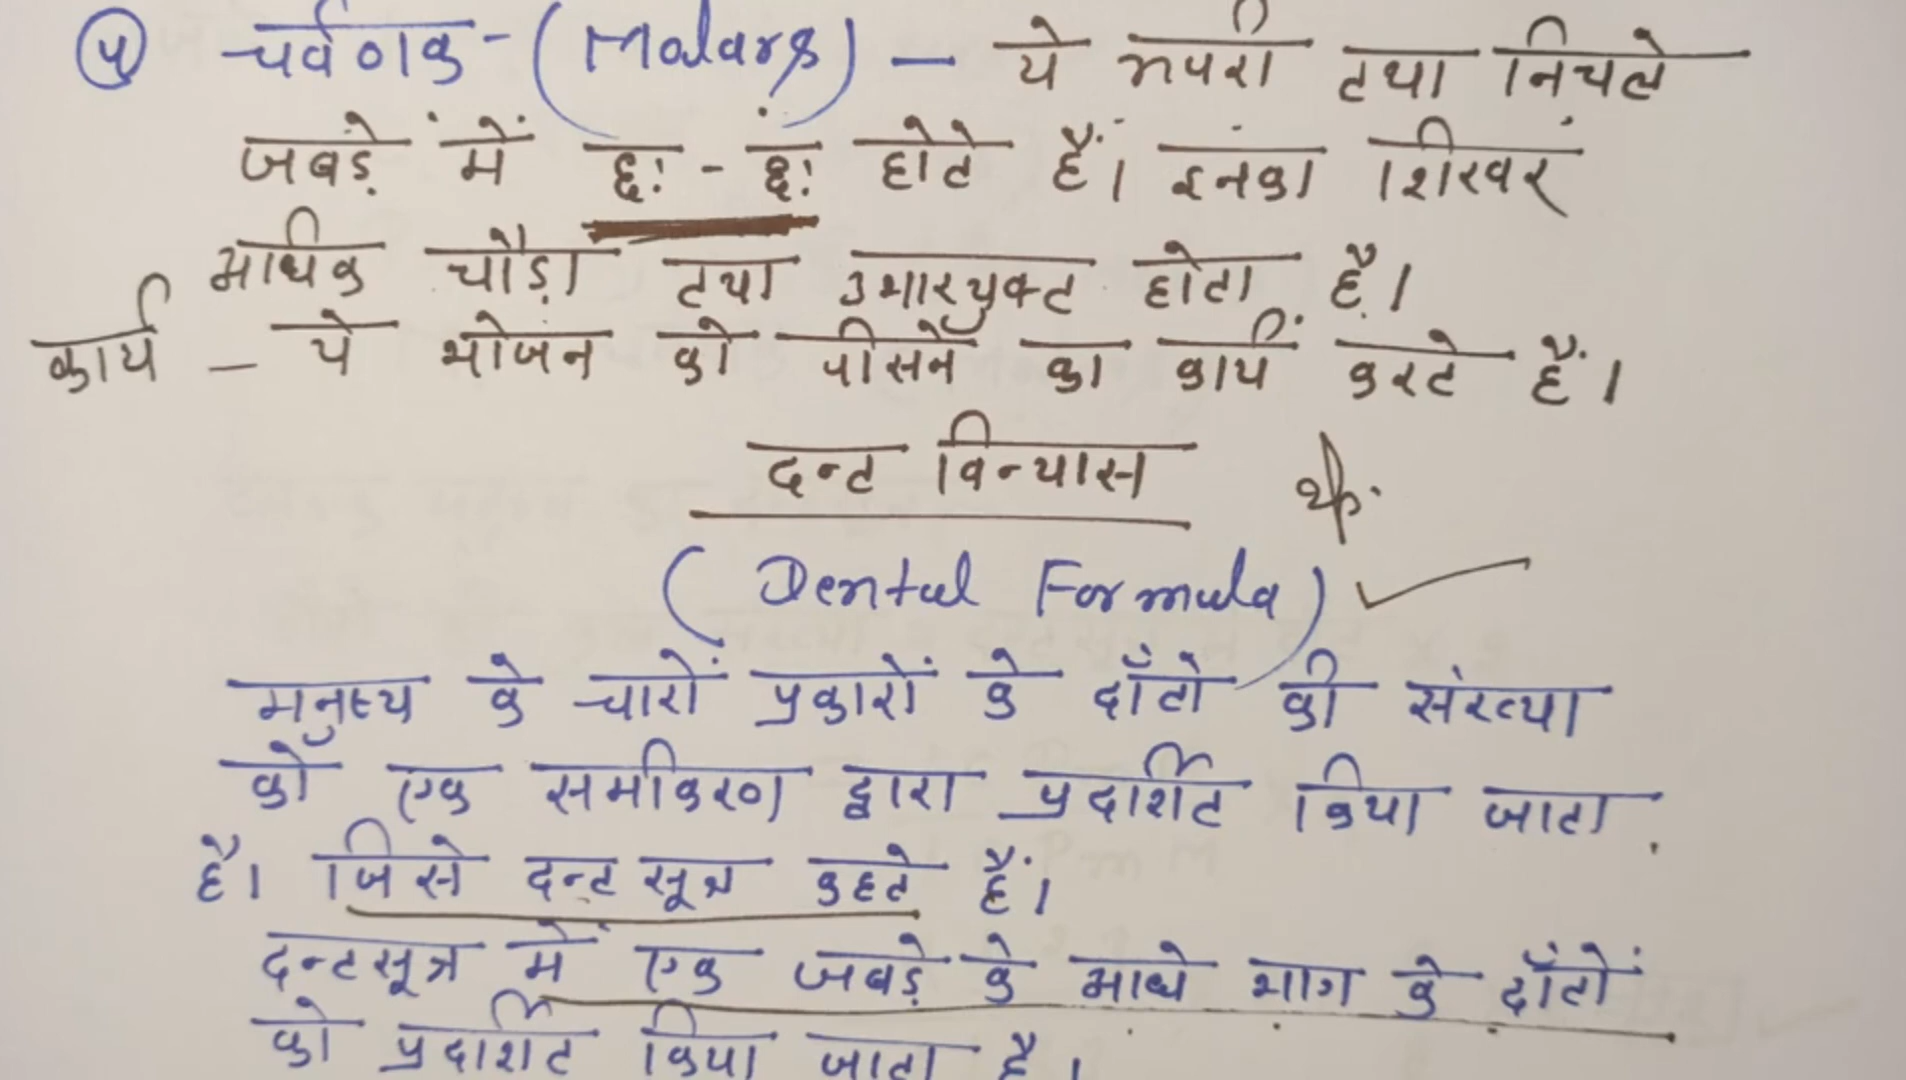 ④ चर्वणक - (Molars) - ये ऊपरी तथा निचले
जबड़े में छः - छः होते हैं। इनका शिखर
अधिक चौड़ा तथा उभारयुक्त होता है।
कार्य - ये भोजन को पीसने का कार्य करते हैं।
दन्त विन्यास
(Dental Formula)
मनुष्य के चारों प्रकारों के दाँतो की संख्या
को एक समीकरण द्वारा प्रदर्शित किया जाता
है। जिसे दन्त सूत्र कहते हैं।
दन्तसूत्र में एक जबड़े के आधे भाग के दाँतों
को प्रदर्शित किया जाता है।